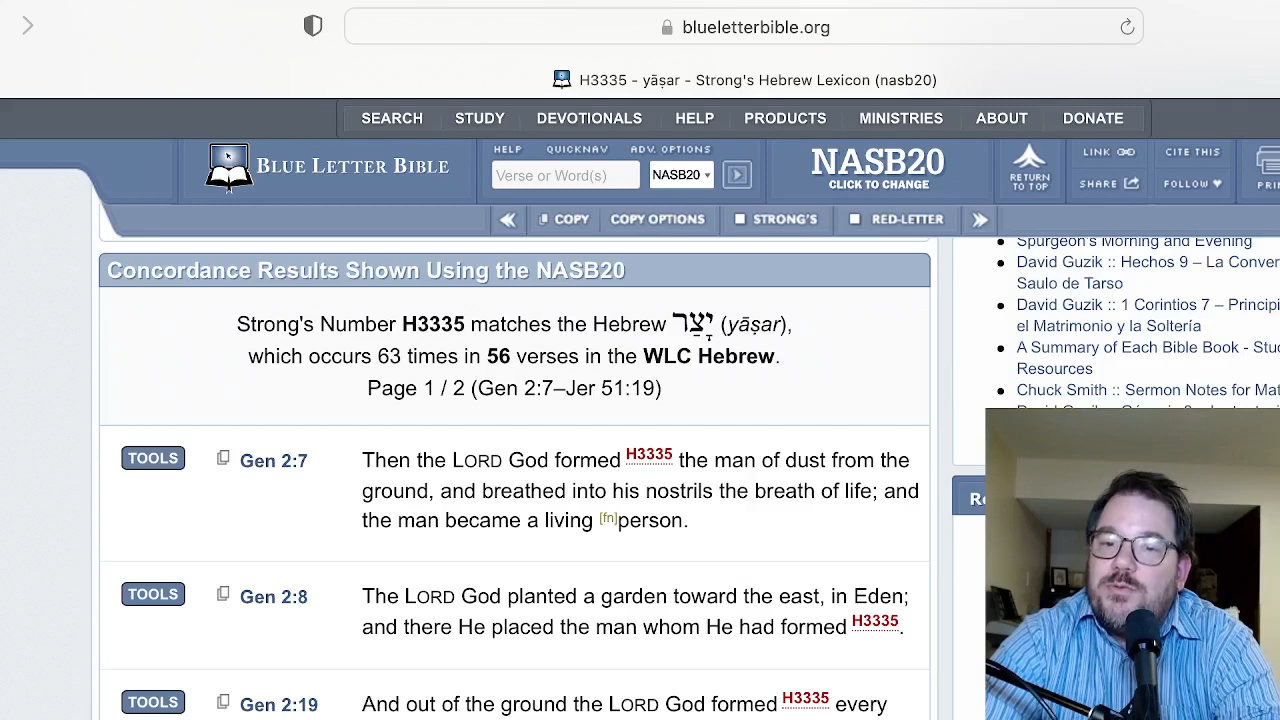 blueletterbible.org
H3335 - yāṣar - Strong's Hebrew Lexicon (nasb20)
SEARCH STUDY DEVOTIONALS HELP PRODUCTS MINISTRIES ABOUT DONATE
BLUE LETTER BIBLE
HELP QUICKNAV ADV. OPTIONS
Verse or Word(s) NASB20
NASB20
CLICK TO CHANGE
RETURN
TO TOP
LINK CITE THIS
SHARE FOLLOW
COPY COPY OPTIONS STRONG'S RED-LETTER
Concordance Results Shown Using the NASB20
Strong's Number H3335 matches the Hebrew יָצַר (yāṣar),
which occurs 63 times in 56 verses in the WLC Hebrew.
Page 1 / 2 (Gen 2:7–Jer 51:19)
TOOLS Gen 2:7 Then the LORD God formed H3335 the man of dust from the
ground, and breathed into his nostrils the breath of life; and
the man became a living [fn]person.
TOOLS Gen 2:8 The LORD God planted a garden toward the east, in Eden;
and there He placed the man whom He had formed H3335.
TOOLS Gen 2:19 And out of the ground the LORD God formed H3335 every
Spurgeon's Morning and Evening
David Guzik :: Hechos 9 – La Conver
Saulo de Tarso
David Guzik :: 1 Corintios 7 – Principi
el Matrimonio y la Soltería
A Summary of Each Bible Book - Stu
Resources
Chuck Smith :: Sermon Notes for Mat